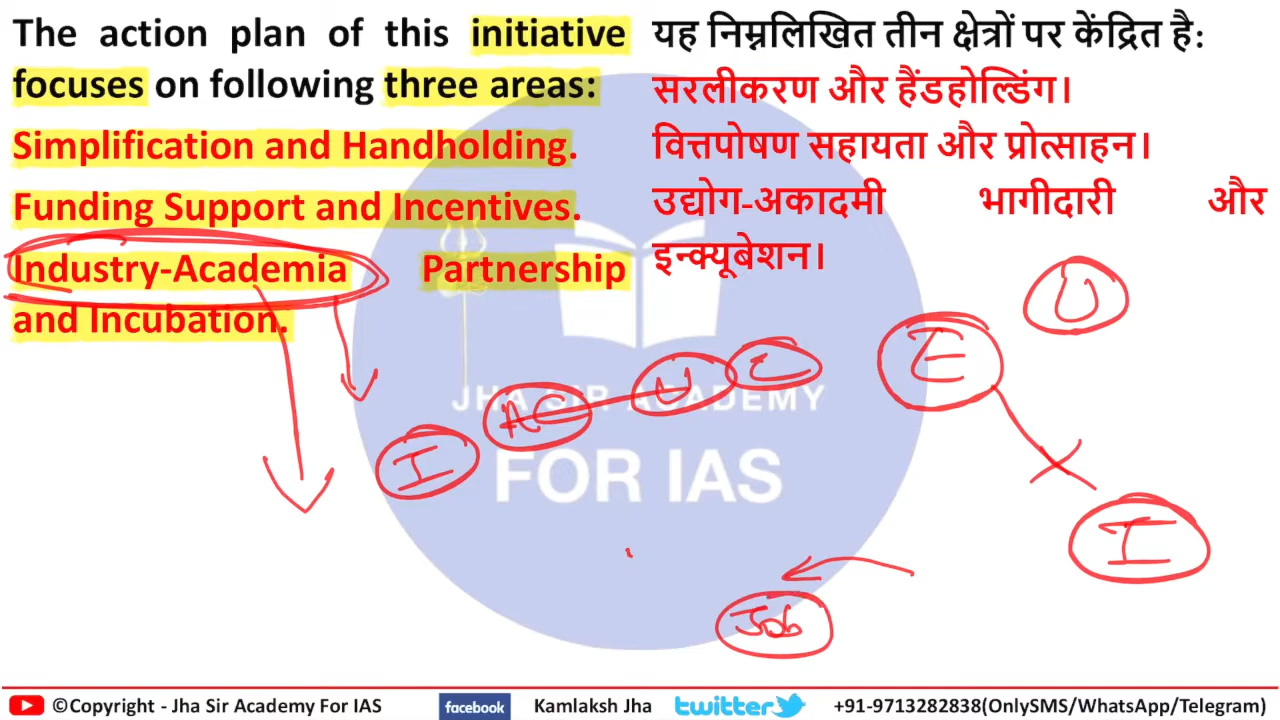 The action plan of this initiative
focuses on following three areas:
Simplification and Handholding.
Funding Support and Incentives.
Industry-Academia Partnership
and Incubation.
यह निम्नलिखित तीन क्षेत्रों पर केंद्रित है:
सरलीकरण और हैंडहोल्डिंग।
वित्तपोषण सहायता और प्रोत्साहन।
उद्योग-अकादमी भागीदारी और
इन्क्यूबेशन।
U
E
AC U C
JHA SIR ACADEMY
I
FOR IAS
I
Job
©Copyright - Jha Sir Academy For IAS facebook Kamlaksh Jha twitter +91-9713282838(OnlySMS/WhatsApp/Telegram)